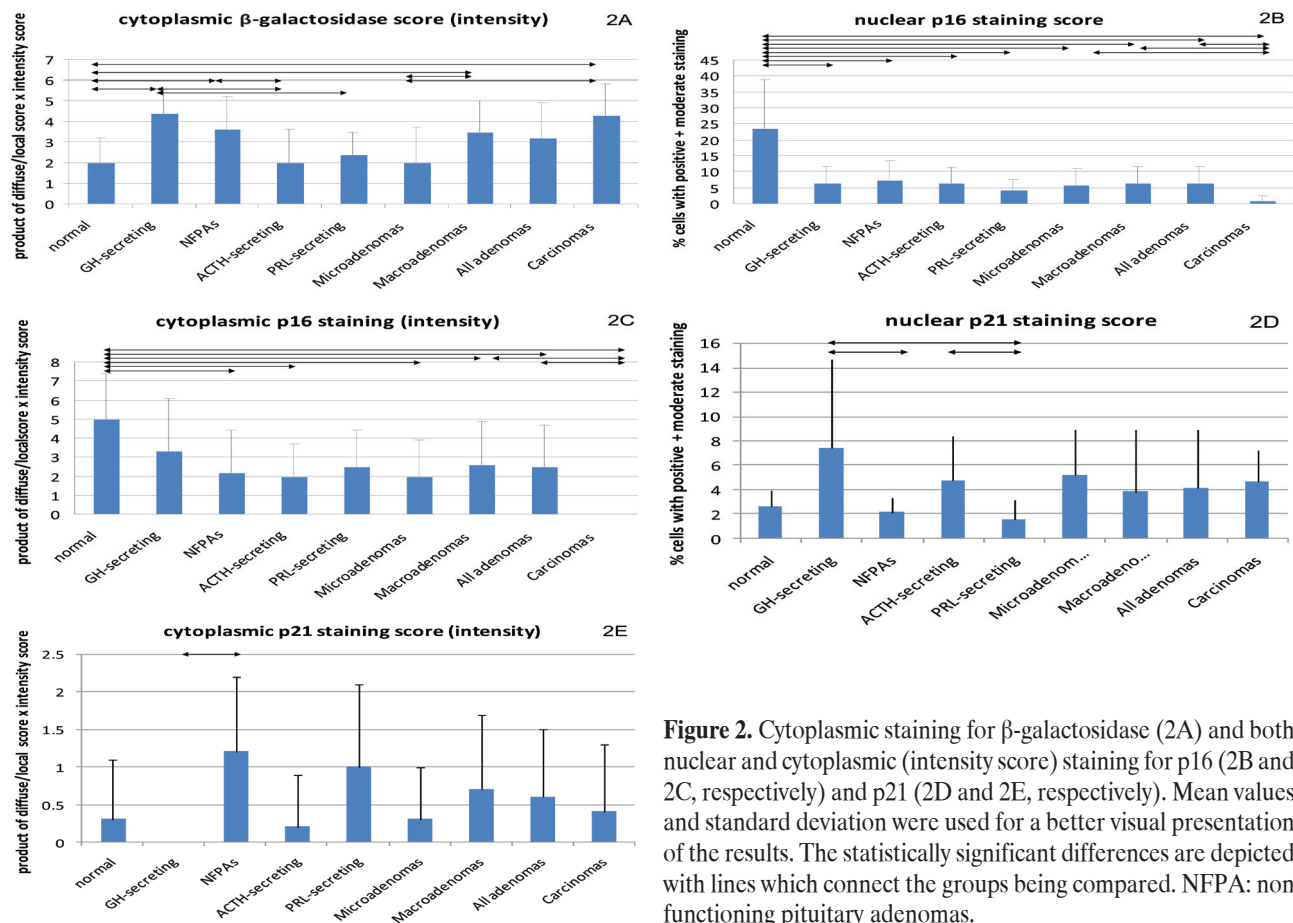 cytoplasmic β-galactosidase score (intensity)
2A
product of diffuse/local score x intensity score
7
6
5
4
3
2
1
0
normal
GH-secreting
NFPAs
ACTH-secreting
PRL-secreting
Microadenomas
Macroadenomas
All adenomas
Carcinomas
nuclear p16 staining score
2B
% cells with positive + moderate staining
45
40
35
30
25
20
15
10
5
0
normal
GH-secreting
NFPAs
ACTH-secreting
PRL-secreting
Microadenomas
Macroadenomas
All adenomas
Carcinomas
cytoplasmic p16 staining (intensity)
2C
product of diffuse/localscore x intensity score
8
7
6
5
4
3
2
1
0
normal
GH-secreting
NFPAs
ACTH-secreting
PRL-secreting
Microadenomas
Macroadenomas
All adenomas
Carcinomas
nuclear p21 staining score
2D
% cells with positive + moderate staining
16
14
12
10
8
6
4
2
0
normal
GH-secreting
NFPAs
ACTH-secreting
PRL-secreting
Microadenom...
Macroadeno...
All adenomas
Carcinomas
cytoplasmic p21 staining score (intensity)
2E
product of diffuse/local score x intensity score
2.5
2
1.5
1
0.5
0
normal
GH-secreting
NFPAs
ACTH-secreting
PRL-secreting
Microadenomas
Macroadenomas
All adenomas
Carcinomas
Figure 2. Cytoplasmic staining for β-galactosidase (2A) and both
nuclear and cytoplasmic (intensity score) staining for p16 (2B and
2C, respectively) and p21 (2D and 2E, respectively). Mean values
and standard deviation were used for a better visual presentation
of the results. The statistically significant differences are depicted
with lines which connect the groups being compared. NFPA: non
functioning pituitary adenomas.